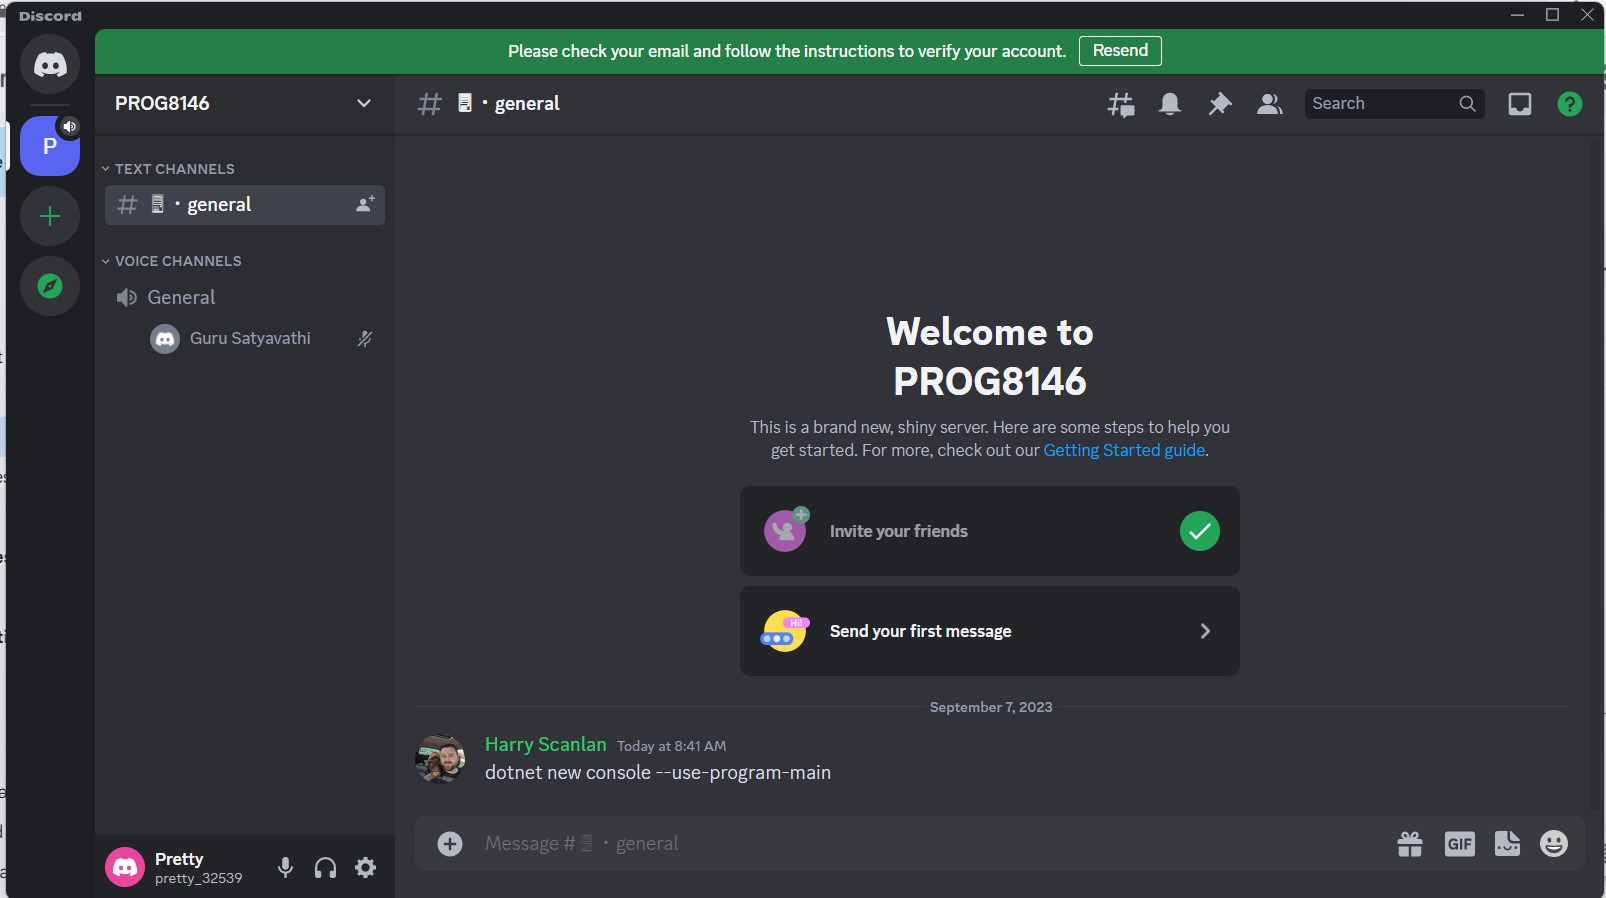 Discord
Please check your email and follow the instructions to verify your account.
Resend
P
PROG8146
TEXT CHANNELS
# 🗒 • general
VOICE CHANNELS
General
Guru Satyavathi
Pretty
pretty_32539
# 🗒 • general
Search
?
Welcome to
PROG8146
This is a brand new, shiny server. Here are some steps to help you
get started. For more, check out our Getting Started guide.
Invite your friends
Hi!
Send your first message
September 7, 2023
Harry Scanlan Today at 8:41 AM
dotnet new console --use-program-main
Message #🗒 • general
GIF